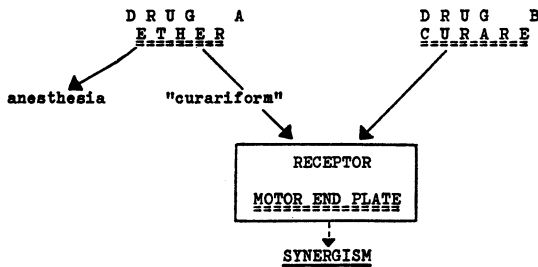 DRUG A DRUG B
ETHER CURARE
anesthesia "curariform"
RECEPTOR
MOTOR END PLATE
SYNERGISM